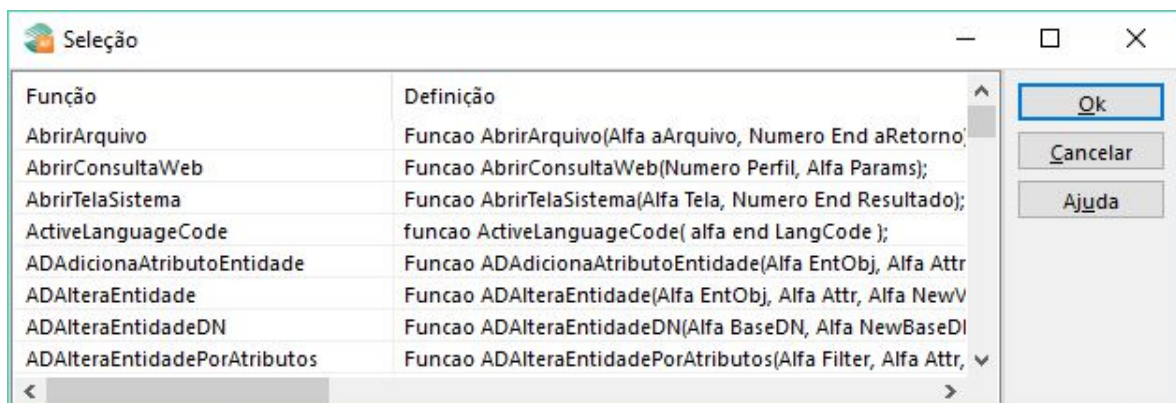 Seleção
Função Definição
AbrirArquivo Funcao AbrirArquivo(Alfa aArquivo, Numero End aRetorno)
AbrirConsultaWeb Funcao AbrirConsultaWeb(Numero Perfil, Alfa Params);
AbrirTelaSistema Funcao AbrirTelaSistema(Alfa Tela, Numero End Resultado);
ActiveLanguageCode funcao ActiveLanguageCode( alfa end LangCode );
ADAdicionaAtributoEntidade Funcao ADAdicionaAtributoEntidade(Alfa EntObj, Alfa Attr
ADAlteraEntidade Funcao ADAlteraEntidade(Alfa EntObj, Alfa Attr, Alfa NewV
ADAlteraEntidadeDN Funcao ADAlteraEntidadeDN(Alfa BaseDN, Alfa NewBaseDN
ADAlteraEntidadePorAtributos Funcao ADAlteraEntidadePorAtributos(Alfa Filter, Alfa Attr,
Ok
Cancelar
Ajuda